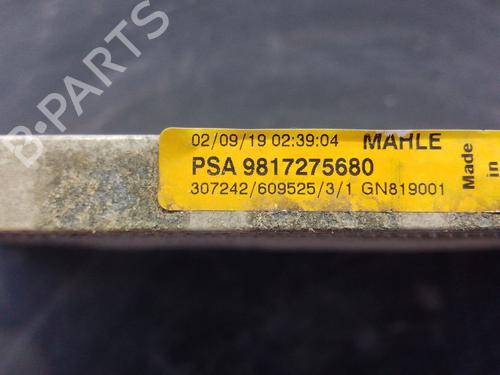 B-PARTS
02/09/19 02:39:04 MAHLE
PSA 9817275680
307242/609525/3/1 GN819001
Made
in